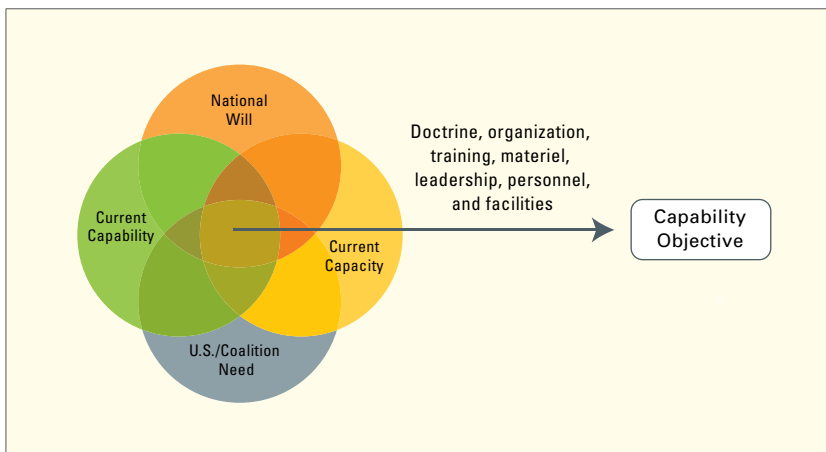 National
Will
Doctrine, organization,
training, materiel,
leadership, personnel,
and facilities
Current
Capability
Current
Capacity
Capability
Objective
U.S./Coalition
Need